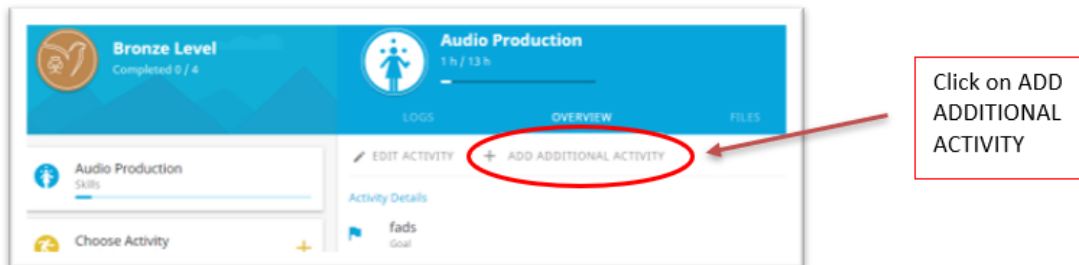 Bronze Level
Completed 0 / 4
Audio Production
1 h / 13 h
LOGS
OVERVIEW
FILES
Audio Production
Skills
Choose Activity
EDIT ACTIVITY
+ ADD ADDITIONAL ACTIVITY
Activity Details
fads
Goal
Click on ADD
ADDITIONAL
ACTIVITY